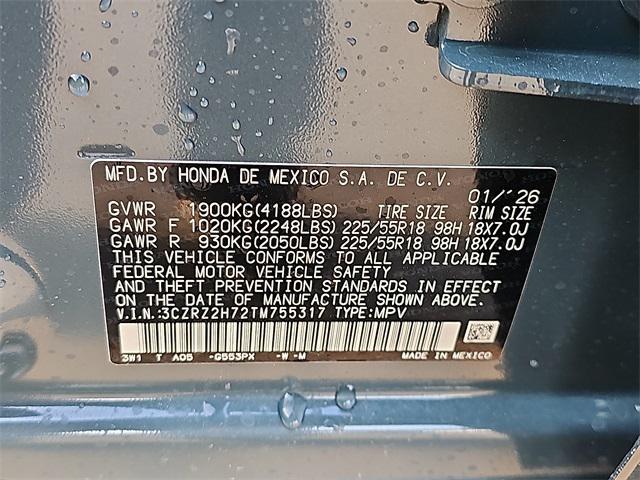 MFD.BY HONDA DE MEXICO S.A. DE C.V.
01/'26
GVWR 1900KG(4188LBS) TIRE SIZE RIM SIZE
GAWR F 1020KG(2248LBS) 225/55R18 98H 18X7.0J
GAWR R 930KG(2050LBS) 225/55R18 98H 18X7.0J
THIS VEHICLE CONFORMS TO ALL APPLICABLE
FEDERAL MOTOR VEHICLE SAFETY
AND THEFT PREVENTION STANDARDS IN EFFECT
ON THE DATE OF MANUFACTURE SHOWN ABOVE.
V.I.N.:3CZRZ2H72TM755317 TYPE:MPV
3W1 T A05 -G553PX -W-M MADE IN MEXICO